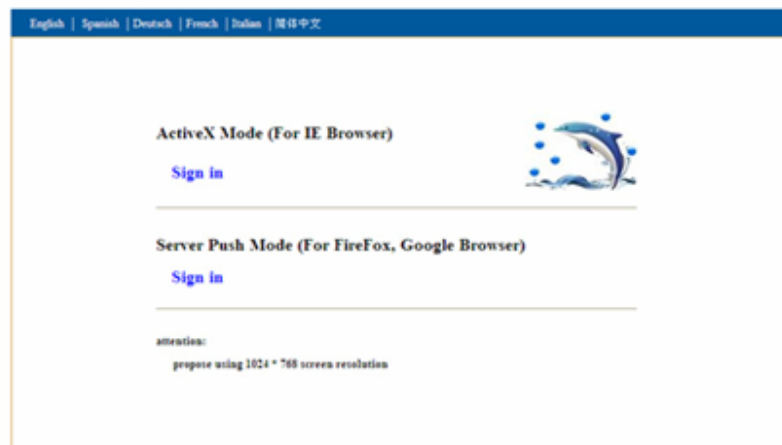 English | Spanish | Deutsch | French | Italian | 简体中文
ActiveX Mode (For IE Browser)
Sign in
Server Push Mode (For FireFox, Google Browser)
Sign in
attention:
propose using 1024 * 768 screen resolution